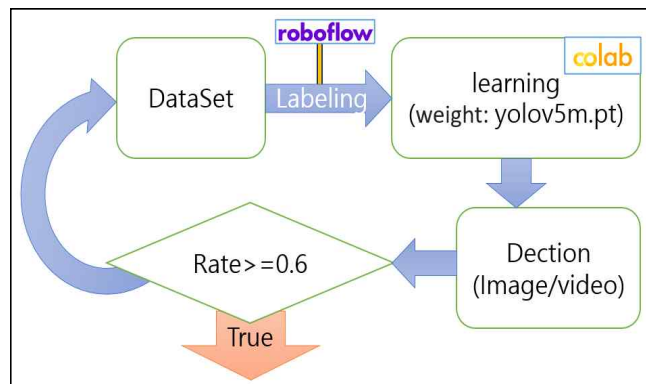 roboflow
DataSet
Labeling
colab
learning
(weight: yolov5m.pt)
Dection
(Image/video)
Rate>=0.6
True